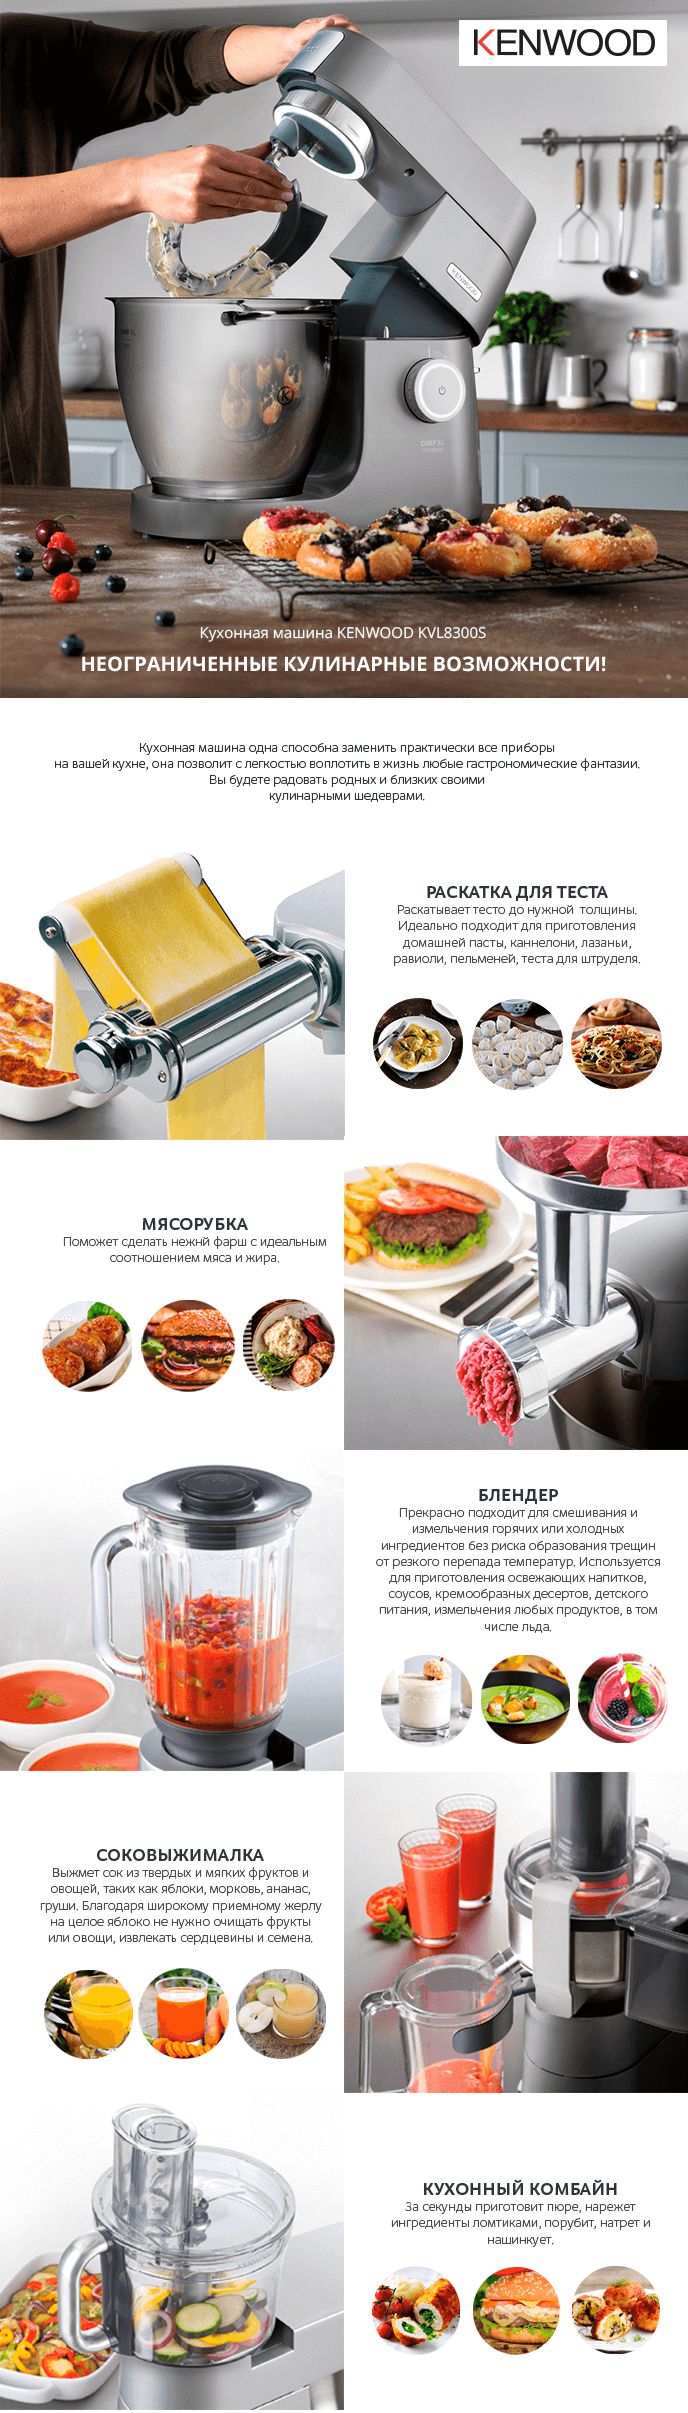 KENWOOD
KENWOOD
CHEF XL
CHEF XL
Кухонная машина KENWOOD KVL8300S
НЕОГРАНИЧЕННЫЕ КУЛИНАРНЫЕ ВОЗМОЖНОСТИ!
Кухонная машина одна способна заменить практически все приборы
на вашей кухне, она позволит с легкостью воплотить в жизнь любые гастрономические фантазии.
Вы будете радовать родных и близких своими
кулинарными шедеврами.
РАСКАТКА ДЛЯ ТЕСТА
Раскатывает тесто до нужной толщины.
Идеально подходит для приготовления
домашней пасты, каннелони, лазаньи,
равиоли, пельменей, теста для штруделя.
МЯСОРУБКА
Поможет сделать нежнй фарш с идеальным
соотношением мяса и жира.
БЛЕНДЕР
Прекрасно подходит для смешивания и
измельчения горячих или холодных
ингредиентов без риска образования трещин
от резкого перепада температур. Используется
для приготовления освежающих напитков,
соусов, кремообразных десертов, детского
питания, измельчения любых продуктов, в том
числе льда.
СОКОВЫЖИМАЛКА
Выжмет сок из твердых и мягких фруктов и
овощей, таких как яблоки, морковь, ананас,
груши. Благодаря широкому приемному жерлу
на целое яблоко не нужно очищать фрукты
или овощи, извлекать сердцевины и семена.
КУХОННЫЙ КОМБАЙН
За секунды приготовит пюре, нарежет
ингредиенты ломтиками, порубит, натрет и
нашинкует.